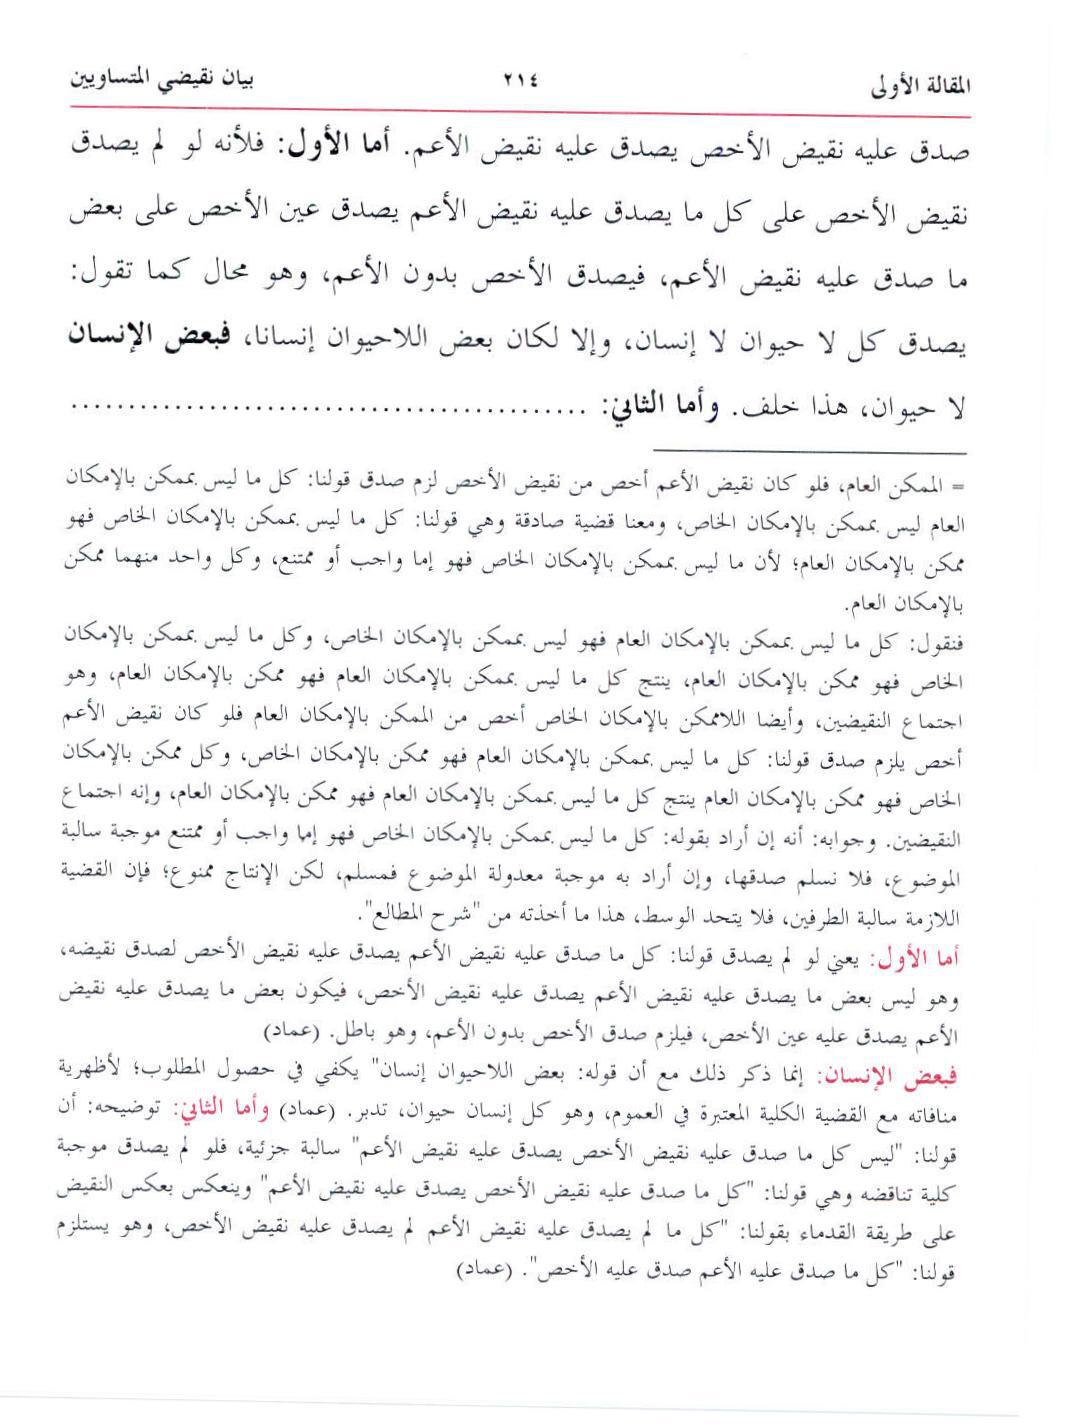 المقالة الأولى ٢١٤ بيان نقيضي المتساويين
صدق عليه نقيض الأخص يصدق عليه نقيض الأعم. أما الأول: فلأنه لو لم يصدق
نقيض الأخص على كل ما يصدق عليه نقيض الأعم يصدق عين الأخص على بعض
ما صدق عليه نقيض الأعم، فيصدق الأخص بدون الأعم، وهو محال كما تقول:
يصدق كل لا حيوان لا إنسان، وإلا لكان بعض اللاحيوان إنسانا، فبعض الإنسان
لا حيوان، هذا خلف. وأما الثاني: .............................................
= الممكن العام، فلو كان نقيض الأعم أخص من نقيض الأخص لزم صدق قولنا: كل ما ليس بممكن بالإمكان
العام ليس بممكن بالإمكان الخاص، ومعنا قضية صادقة وهي قولنا: كل ما ليس بممكن بالإمكان الخاص فهو
ممكن بالإمكان العام؛ لأن ما ليس بممكن بالإمكان الخاص فهو إما واجب أو ممتنع، وكل واحد منهما ممكن
بالإمكان العام.
فنقول: كل ما ليس بممكن بالإمكان العام فهو ليس بممكن بالإمكان الخاص، وكل ما ليس بممكن بالإمكان
الخاص فهو ممكن بالإمكان العام، ينتج كل ما ليس بممكن بالإمكان العام فهو ممكن بالإمكان العام، وهو
اجتماع النقيضين، وأيضا اللاممكن بالإمكان الخاص أخص من الممكن بالإمكان العام فلو كان نقيض الأعم
أخص يلزم صدق قولنا: كل ما ليس بممكن بالإمكان العام فهو ممكن بالإمكان الخاص، وكل ممكن بالإمكان
الخاص فهو ممكن بالإمكان العام ينتج كل ما ليس بممكن بالإمكان العام فهو ممكن بالإمكان العام، وإنه اجتماع
النقيضين. وجوابه: أنه إن أراد بقوله: كل ما ليس بممكن بالإمكان الخاص فهو إما واجب أو ممتنع موجبة سالبة
الموضوع، فلا نسلم صدقها، وإن أراد به موجبة معدولة الموضوع فمسلم، لكن الإنتاج ممنوع؛ فإن القضية
اللازمة سالبة الطرفين، فلا يتحد الوسط، هذا ما أخذته من "شرح المطالع".
أما الأول: يعني لو لم يصدق قولنا: كل ما صدق عليه نقيض الأعم يصدق عليه نقيض الأخص لصدق نقيضه،
وهو ليس بعض ما يصدق عليه نقيض الأعم يصدق عليه نقيض الأخص، فيكون بعض ما يصدق عليه نقيض
الأعم يصدق عليه عين الأخص، فيلزم صدق الأخص بدون الأعم، وهو باطل. (عماد)
فبعض الإنسان: إنما ذكر ذلك مع أن قوله: بعض اللاحيوان إنسان" يكفي في حصول المطلوب؛ لأظهرية
منافاته مع القضية الكلية المعتبرة في العموم، وهو كل إنسان حيوان، تدبر. (عماد) وأما الثاني: توضيحه: أن
قولنا: "ليس كل ما صدق عليه نقيض الأخص يصدق عليه نقيض الأعم" سالبة جزئية، فلو لم يصدق موجبة
كلية تناقضه وهي قولنا: "كل ما صدق عليه نقيض الأخص يصدق عليه نقيض الأعم" وينعكس بعكس النقيض
على طريقة القدماء بقولنا: "كل ما لم يصدق عليه نقيض الأعم لم يصدق عليه نقيض الأخص، وهو يستلزم
قولنا: "كل ما صدق عليه الأعم صدق عليه الأخص". (عماد)